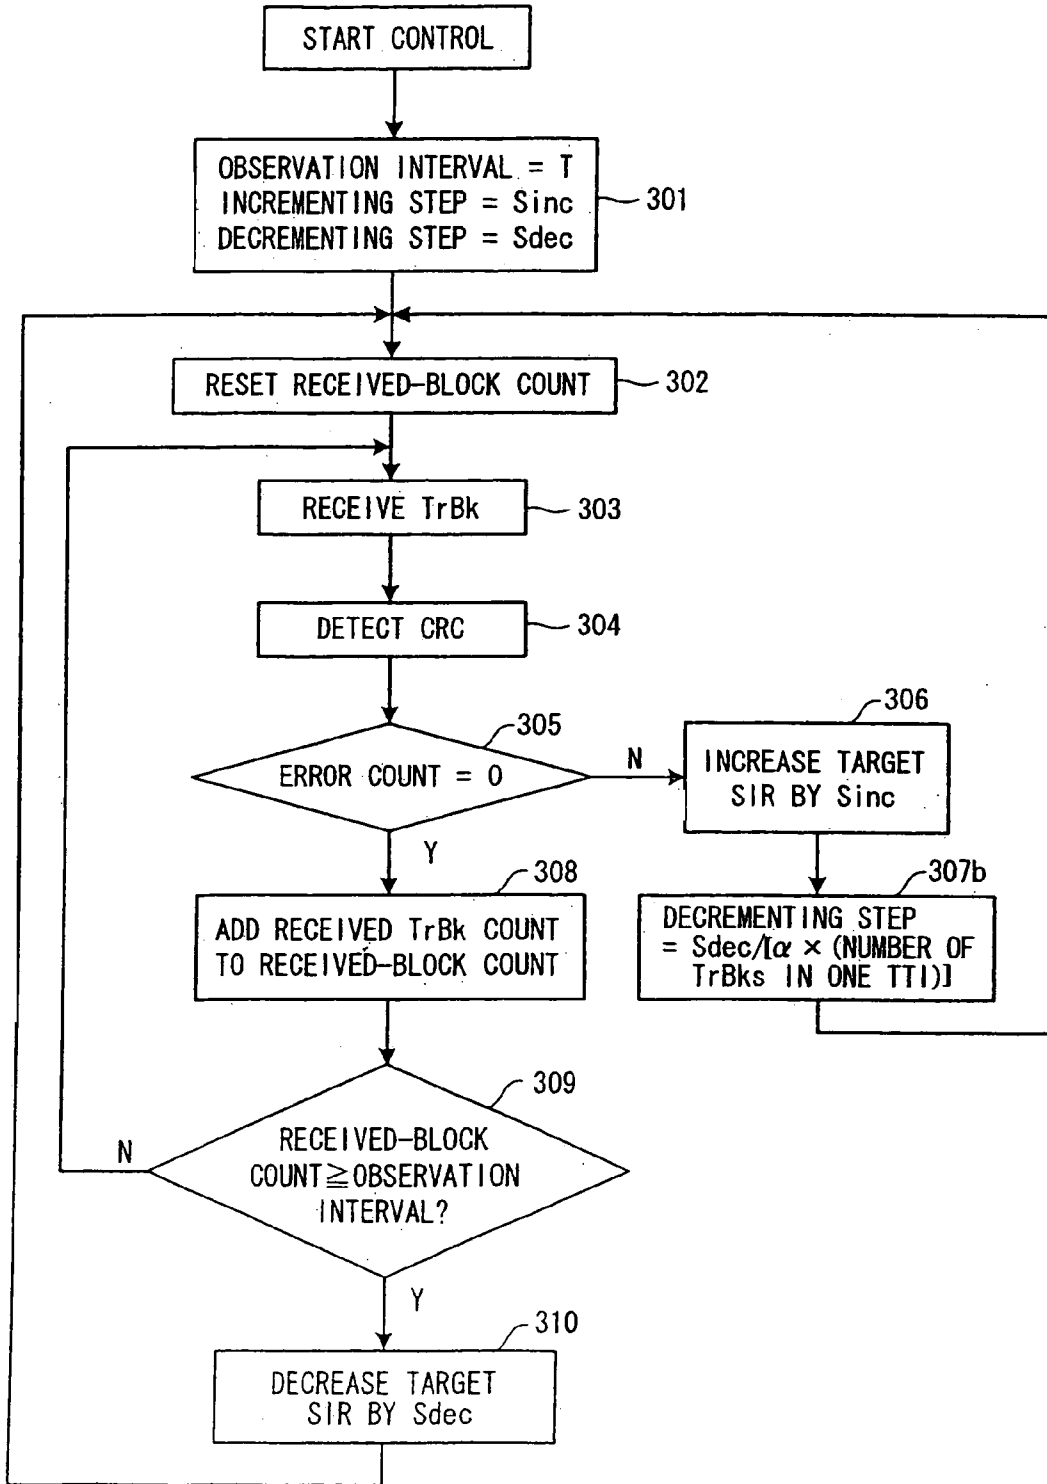 START CONTROL
OBSERVATION INTERVAL = T
INCREMENTING STEP = Sinc
DECREMENTING STEP = Sdec
301
RESET RECEIVED-BLOCK COUNT
302
RECEIVE TrBk
303
DETECT CRC
304
305
ERROR COUNT = 0
N
Y
306
INCREASE TARGET
SIR BY Sinc
307b
DECREMENTING STEP
= Sdec/[α × (NUMBER OF
TrBks IN ONE TTI)]
308
ADD RECEIVED TrBk COUNT
TO RECEIVED-BLOCK COUNT
309
RECEIVED-BLOCK
COUNT≧OBSERVATION
INTERVAL?
N
Y
310
DECREASE TARGET
SIR BY Sdec